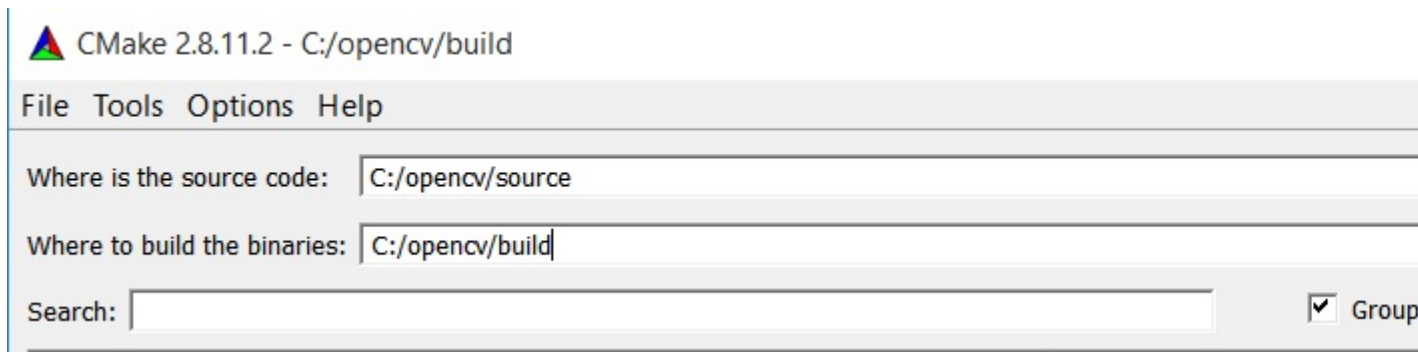 CMake 2.8.11.2 - C:/opencv/build
File Tools Options Help
Where is the source code: C:/opencv/source
Where to build the binaries: C:/opencv/build
Search: Group